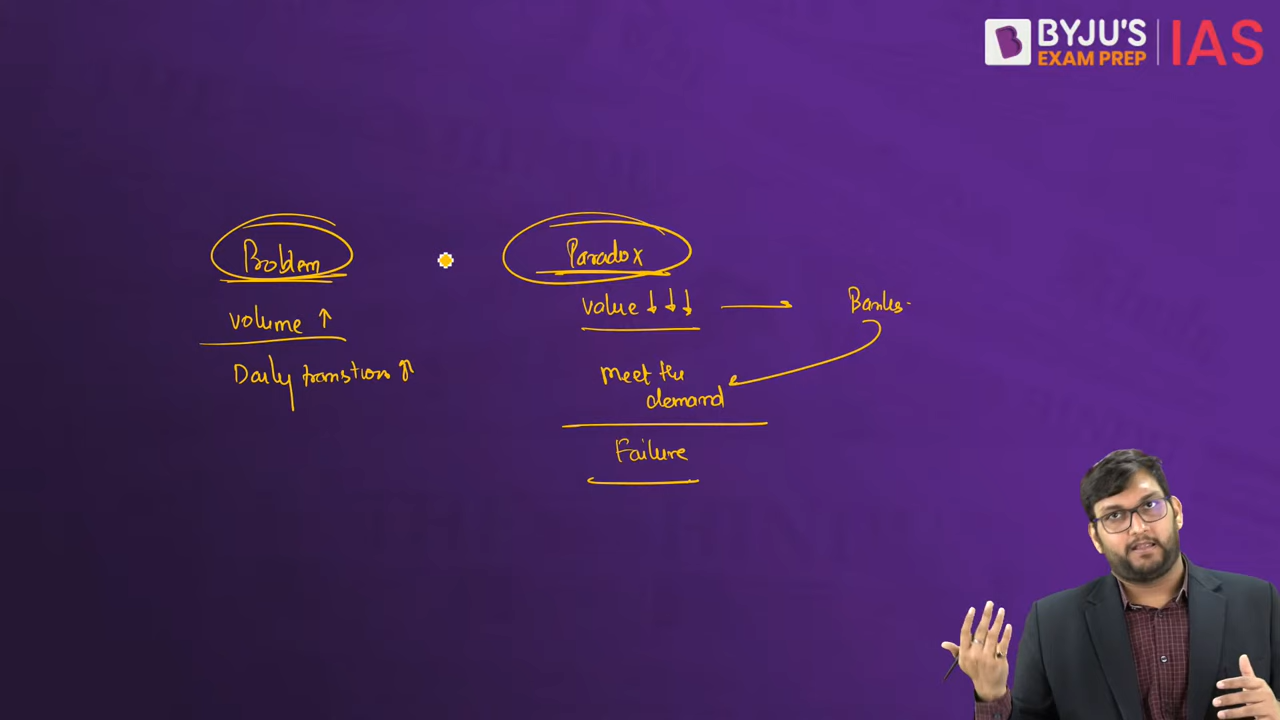 BYJU'S
EXAM PREP
IAS
Problem
volume ↑
Daily transtion ↑
Paradox
value ↓ ↓ ↓ → Banks.
meet the
demand
Failure